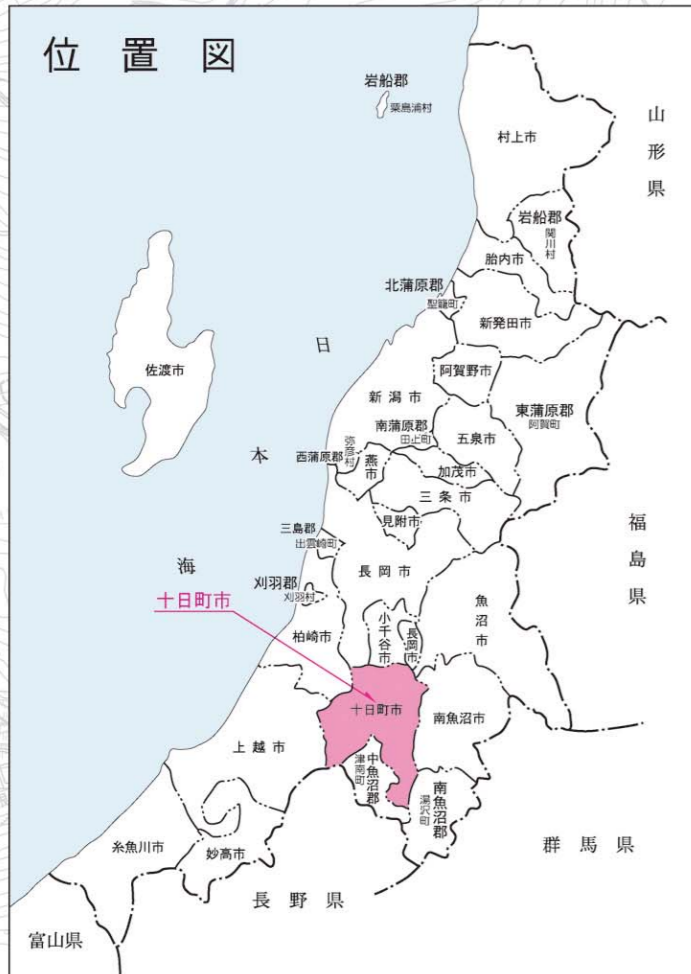 位置図
岩船郡
粟島浦村
村上市
山形県
岩船郡
関川村
胎内市
北蒲原郡
聖籠町
新発田市
佐渡市
日本海
阿賀野市
新潟市
東蒲原郡
阿賀町
南蒲原郡
田上町
五泉市
西蒲原郡
弥彦村
燕市
加茂市
三条市
見附市
福島県
三島郡
出雲崎町
長岡市
刈羽郡
刈羽村
十日町市
柏崎市
小千谷市
長岡市
魚沼市
十日町市
南魚沼市
上越市
中魚沼郡
津南町
南魚沼郡
湯沢町
糸魚川市
妙高市
群馬県
長野県
富山県